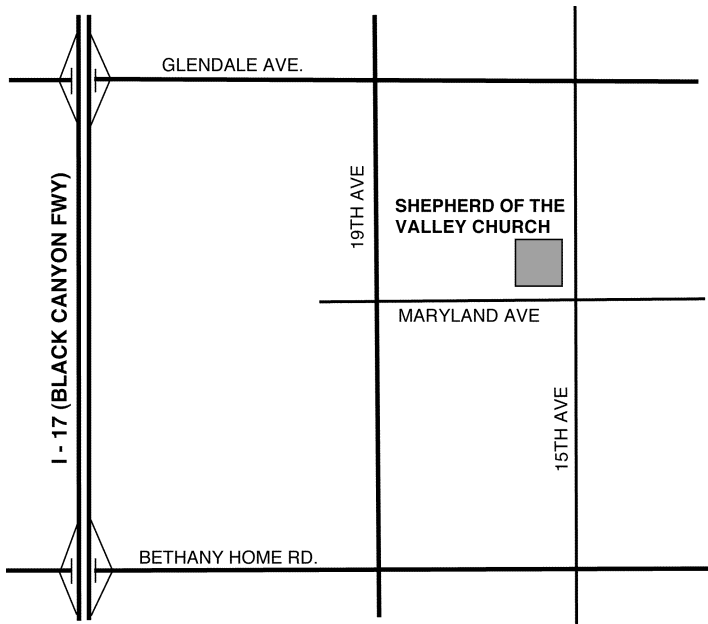 GLENDALE AVE.
19TH AVE
SHEPHERD OF THE
VALLEY CHURCH
I - 17 (BLACK CANYON FWY)
MARYLAND AVE
15TH AVE
BETHANY HOME RD.